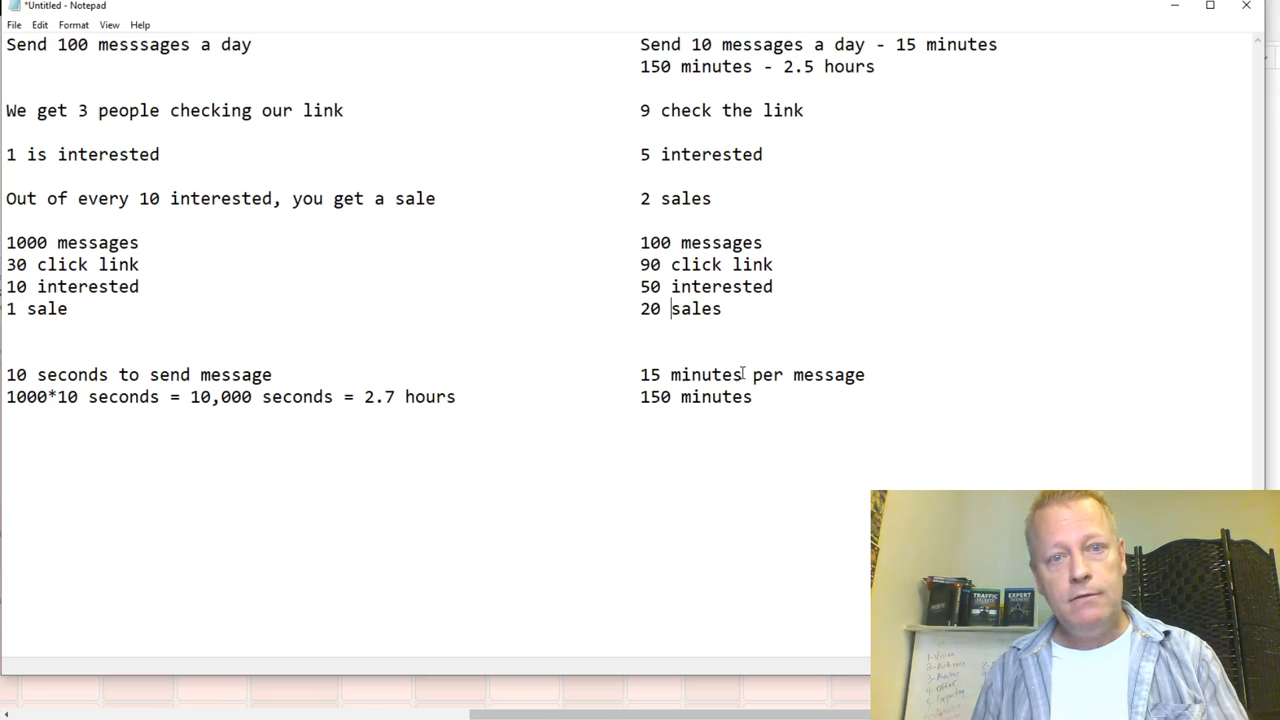 *Untitled - Notepad
File Edit Format View Help
Send 100 messsages a day
We get 3 people checking our link
1 is interested
Out of every 10 interested, you get a sale
1000 messages
30 click link
10 interested
1 sale
10 seconds to send message
1000*10 seconds = 10,000 seconds = 2.7 hours
Send 10 messages a day - 15 minutes
150 minutes - 2.5 hours
9 check the link
5 interested
2 sales
100 messages
90 click link
50 interested
20 sales
15 minutes per message
150 minutes
TRAFFIC
SECRETS
EXPERT
SECRETS
1-Vision